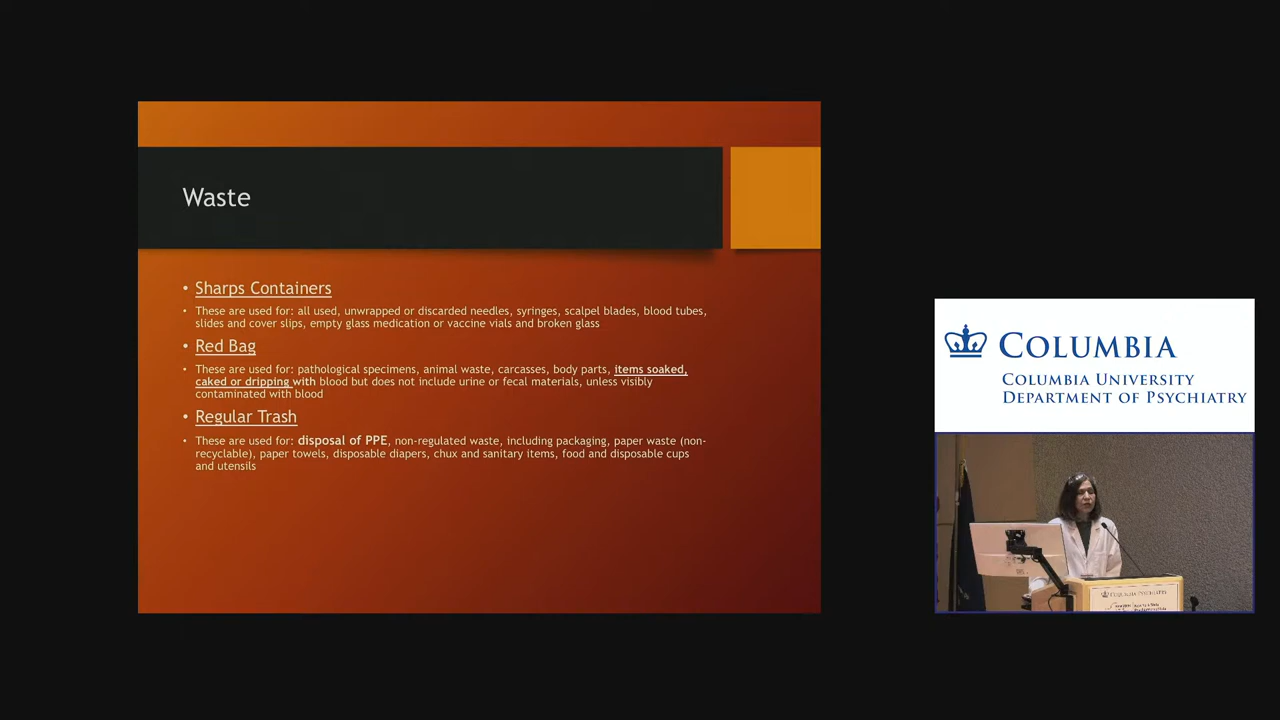 Waste
• Sharps Containers
• These are used for: all used, unwrapped or discarded needles, syringes, scalpel blades, blood tubes,
slides and cover slips, empty glass medication or vaccine vials and broken glass
• Red Bag
• These are used for: pathological specimens, animal waste, carcasses, body parts, items soaked,
caked or dripping with blood but does not include urine or fecal materials, unless visibly
contaminated with blood
• Regular Trash
• These are used for: disposal of PPE, non-regulated waste, including packaging, paper waste (non-
recyclable), paper towels, disposable diapers, chux and sanitary items, food and disposable cups
and utensils
COLUMBIA
COLUMBIA UNIVERSITY
DEPARTMENT OF PSYCHIATRY
COLUMBIA PSYCHIATRY